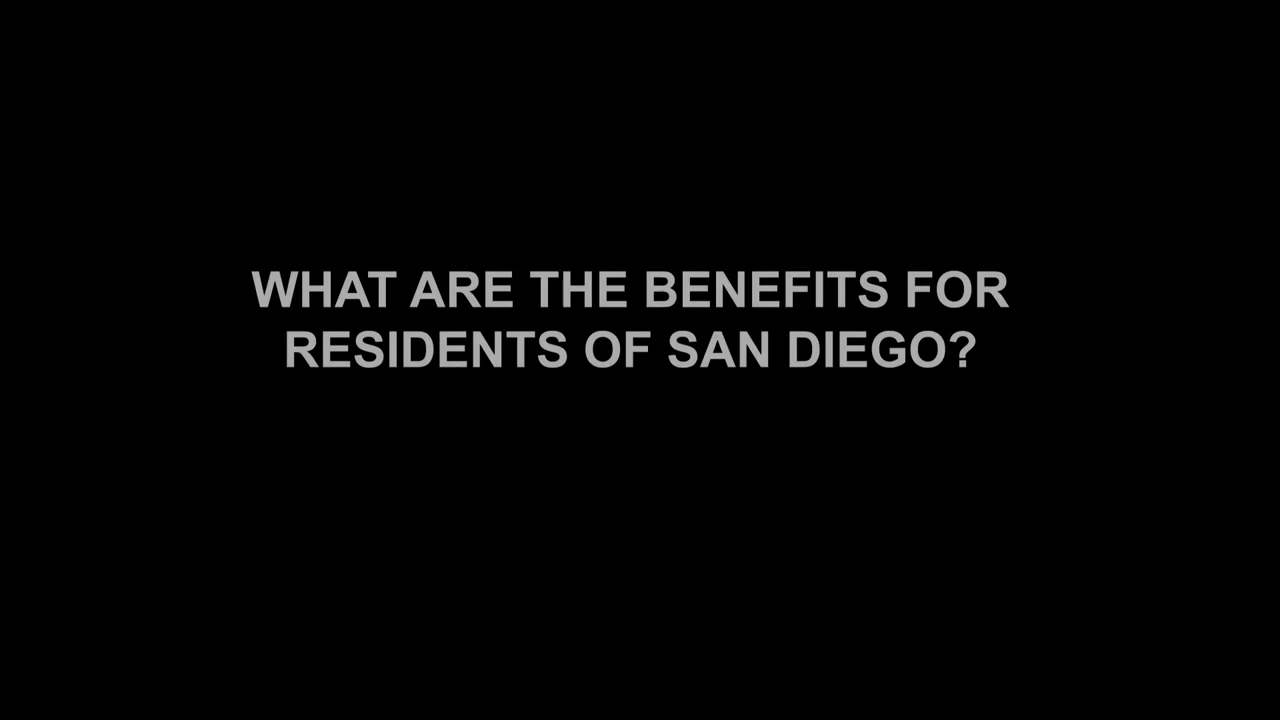 WHAT ARE THE BENEFITS FOR
RESIDENTS OF SAN DIEGO?